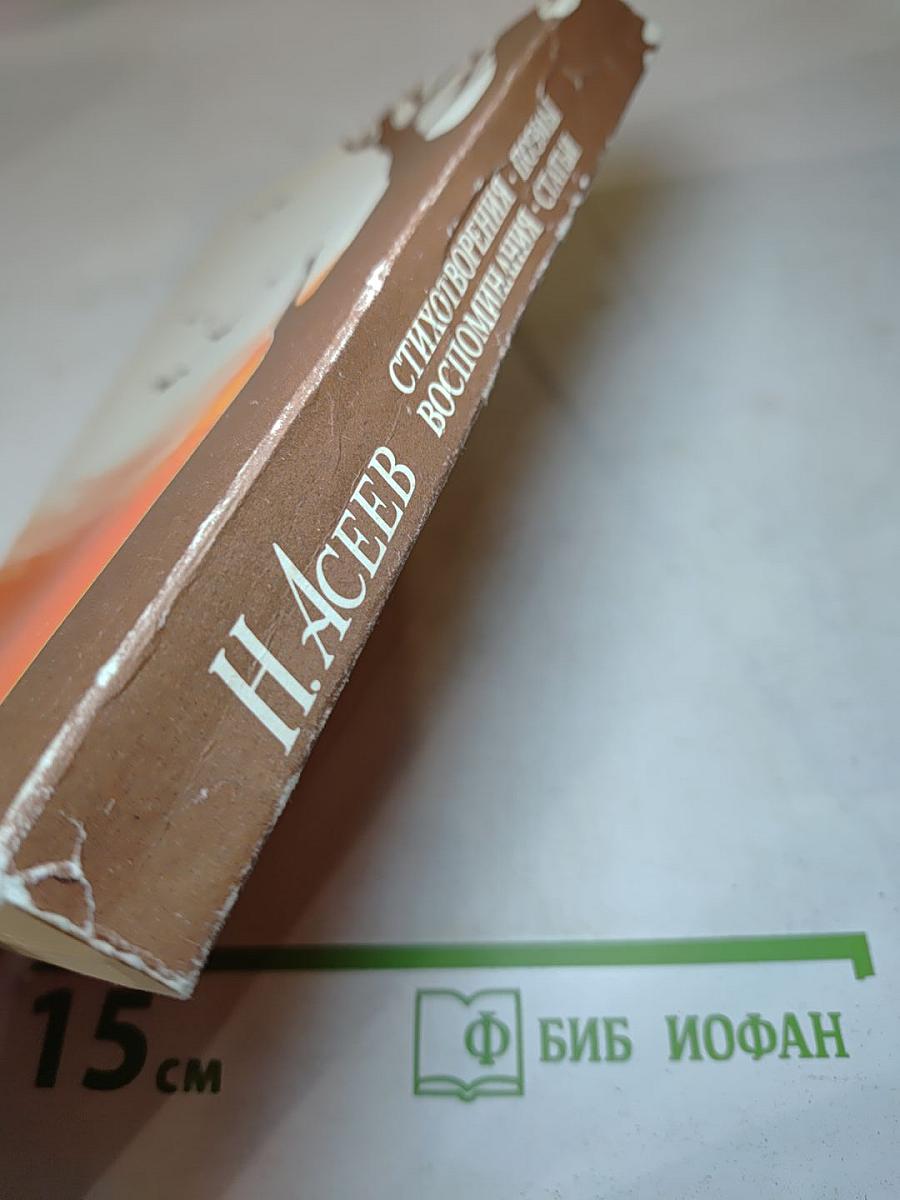 Н. АСЕЕВ
СТИХОТВОРЕНИЯ · ПОЭМЫ
ВОСПОМИНАНИЯ · СТАТЬИ
15 СМ
Ф БИБ ИОФАН